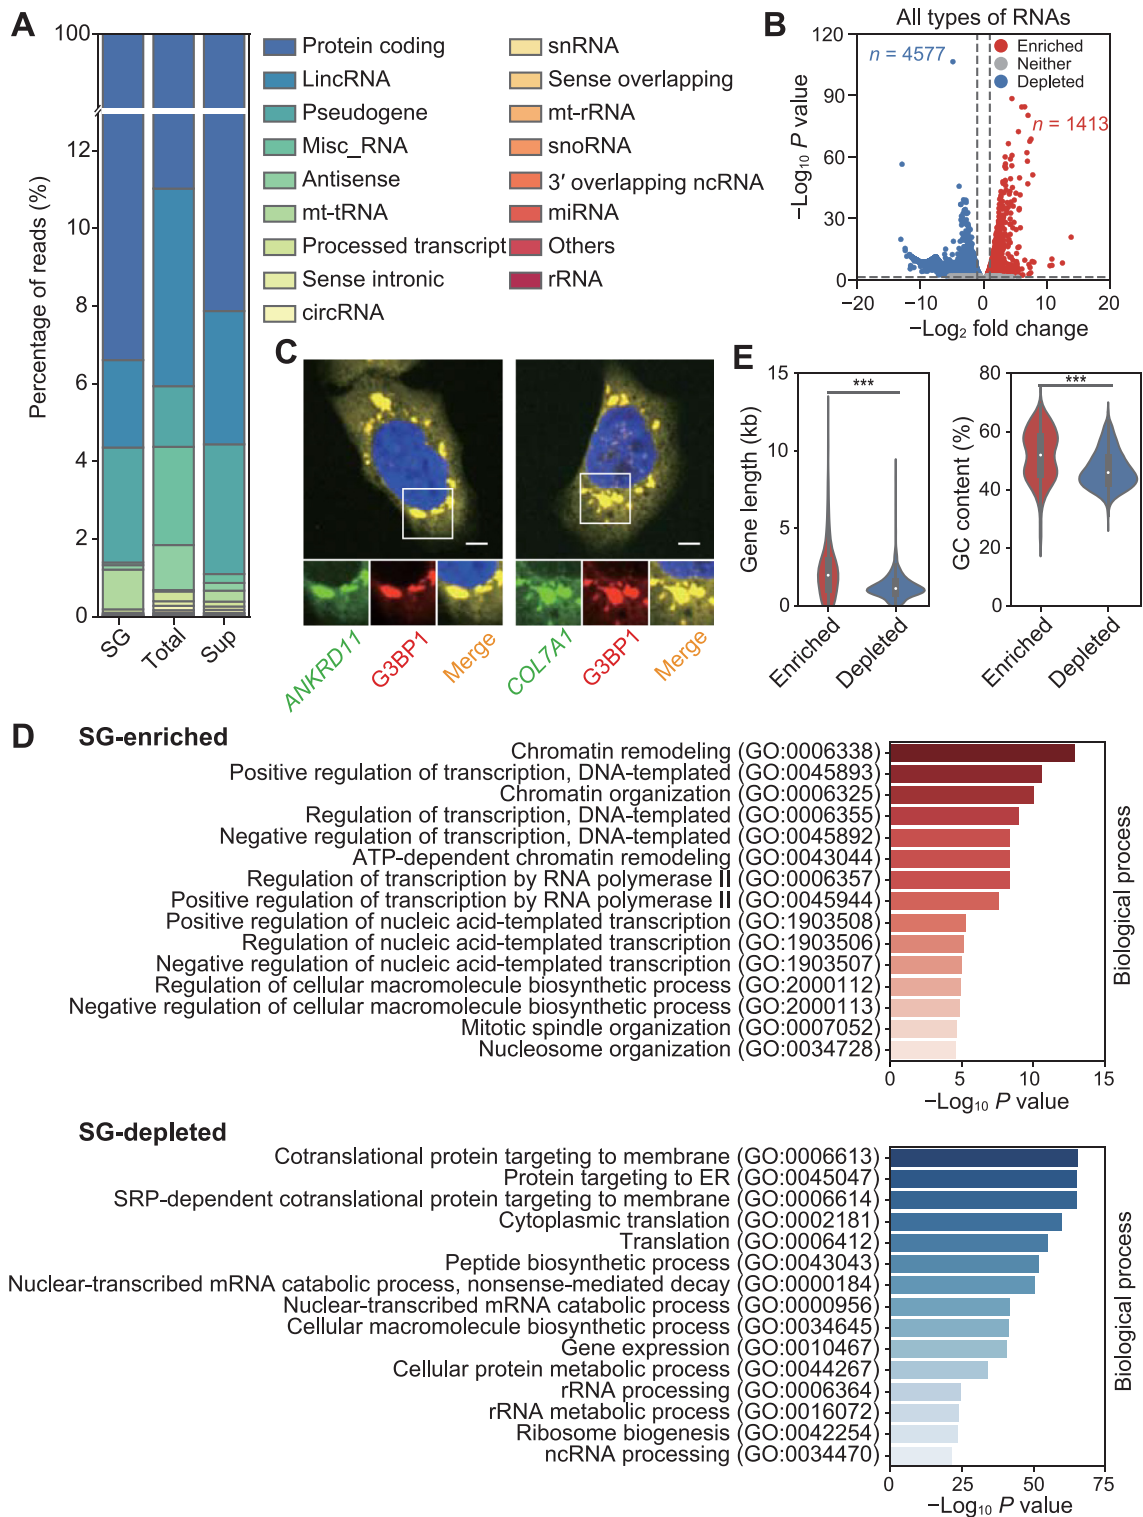 A
Percentage of reads (%)
100
12
10
8
6
4
2
0
SG
Total
Sup
Protein coding
LincRNA
Pseudogene
Misc_RNA
Antisense
mt-tRNA
Processed transcript
Sense intronic
circRNA
snRNA
Sense overlapping
mt-rRNA
snoRNA
3′ overlapping ncRNA
miRNA
Others
rRNA
B
All types of RNAs
−Log10 P value
120
90
60
30
0
n = 4577
Enriched
Neither
Depleted
n = 1413
−20
−10
0
10
20
−Log2 fold change
C
ANKRD11
G3BP1
Merge
COL7A1
G3BP1
Merge
E
Gene length (kb)
15
10
5
0
***
Enriched
Depleted
GC content (%)
80
60
40
20
0
***
Enriched
Depleted
D
SG-enriched
Chromatin remodeling (GO:0006338)
Positive regulation of transcription, DNA-templated (GO:0045893)
Chromatin organization (GO:0006325)
Regulation of transcription, DNA-templated (GO:0006355)
Negative regulation of transcription, DNA-templated (GO:0045892)
ATP-dependent chromatin remodeling (GO:0043044)
Regulation of transcription by RNA polymerase II (GO:0006357)
Positive regulation of transcription by RNA polymerase II (GO:0045944)
Positive regulation of nucleic acid-templated transcription (GO:1903508)
Regulation of nucleic acid-templated transcription (GO:1903506)
Negative regulation of nucleic acid-templated transcription (GO:1903507)
Regulation of cellular macromolecule biosynthetic process (GO:2000112)
Negative regulation of cellular macromolecule biosynthetic process (GO:2000113)
Mitotic spindle organization (GO:0007052)
Nucleosome organization (GO:0034728)
Biological process
0
5
10
15
−Log10 P value
SG-depleted
Cotranslational protein targeting to membrane (GO:0006613)
Protein targeting to ER (GO:0045047)
SRP-dependent cotranslational protein targeting to membrane (GO:0006614)
Cytoplasmic translation (GO:0002181)
Translation (GO:0006412)
Peptide biosynthetic process (GO:0043043)
Nuclear-transcribed mRNA catabolic process, nonsense-mediated decay (GO:0000184)
Nuclear-transcribed mRNA catabolic process (GO:0000956)
Cellular macromolecule biosynthetic process (GO:0034645)
Gene expression (GO:0010467)
Cellular protein metabolic process (GO:0044267)
rRNA processing (GO:0006364)
rRNA metabolic process (GO:0016072)
Ribosome biogenesis (GO:0042254)
ncRNA processing (GO:0034470)
Biological process
0
25
50
75
−Log10 P value